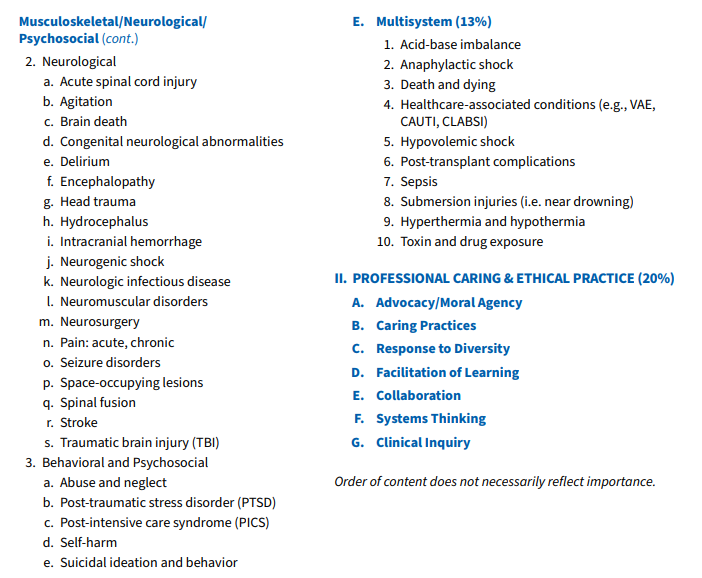 Musculoskeletal/Neurological/
Psychosocial (cont.)
2. Neurological
a. Acute spinal cord injury
b. Agitation
c. Brain death
d. Congenital neurological abnormalities
e. Delirium
f. Encephalopathy
g. Head trauma
h. Hydrocephalus
i. Intracranial hemorrhage
j. Neurogenic shock
k. Neurologic infectious disease
l. Neuromuscular disorders
m. Neurosurgery
n. Pain: acute, chronic
o. Seizure disorders
p. Space-occupying lesions
q. Spinal fusion
r. Stroke
s. Traumatic brain injury (TBI)
3. Behavioral and Psychosocial
a. Abuse and neglect
b. Post-traumatic stress disorder (PTSD)
c. Post-intensive care syndrome (PICS)
d. Self-harm
e. Suicidal ideation and behavior
E. Multisystem (13%)
1. Acid-base imbalance
2. Anaphylactic shock
3. Death and dying
4. Healthcare-associated conditions (e.g., VAE,
CAUTI, CLABSI)
5. Hypovolemic shock
6. Post-transplant complications
7. Sepsis
8. Submersion injuries (i.e. near drowning)
9. Hyperthermia and hypothermia
10. Toxin and drug exposure
II. PROFESSIONAL CARING & ETHICAL PRACTICE (20%)
A. Advocacy/Moral Agency
B. Caring Practices
C. Response to Diversity
D. Facilitation of Learning
E. Collaboration
F. Systems Thinking
G. Clinical Inquiry
Order of content does not necessarily reflect importance.